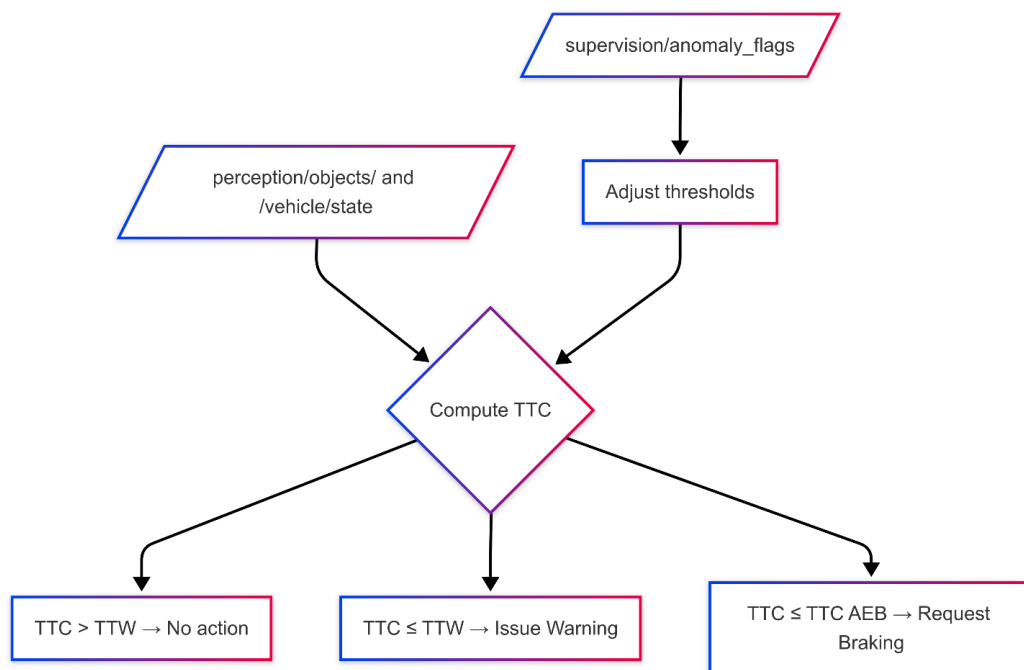 supervision/anomaly_flags
perception/objects/ and
/vehicle/state
Adjust thresholds
Compute TTC
TTC > TTW → No action
TTC ≤ TTW → Issue Warning
TTC ≤ TTC AEB → Request
Braking